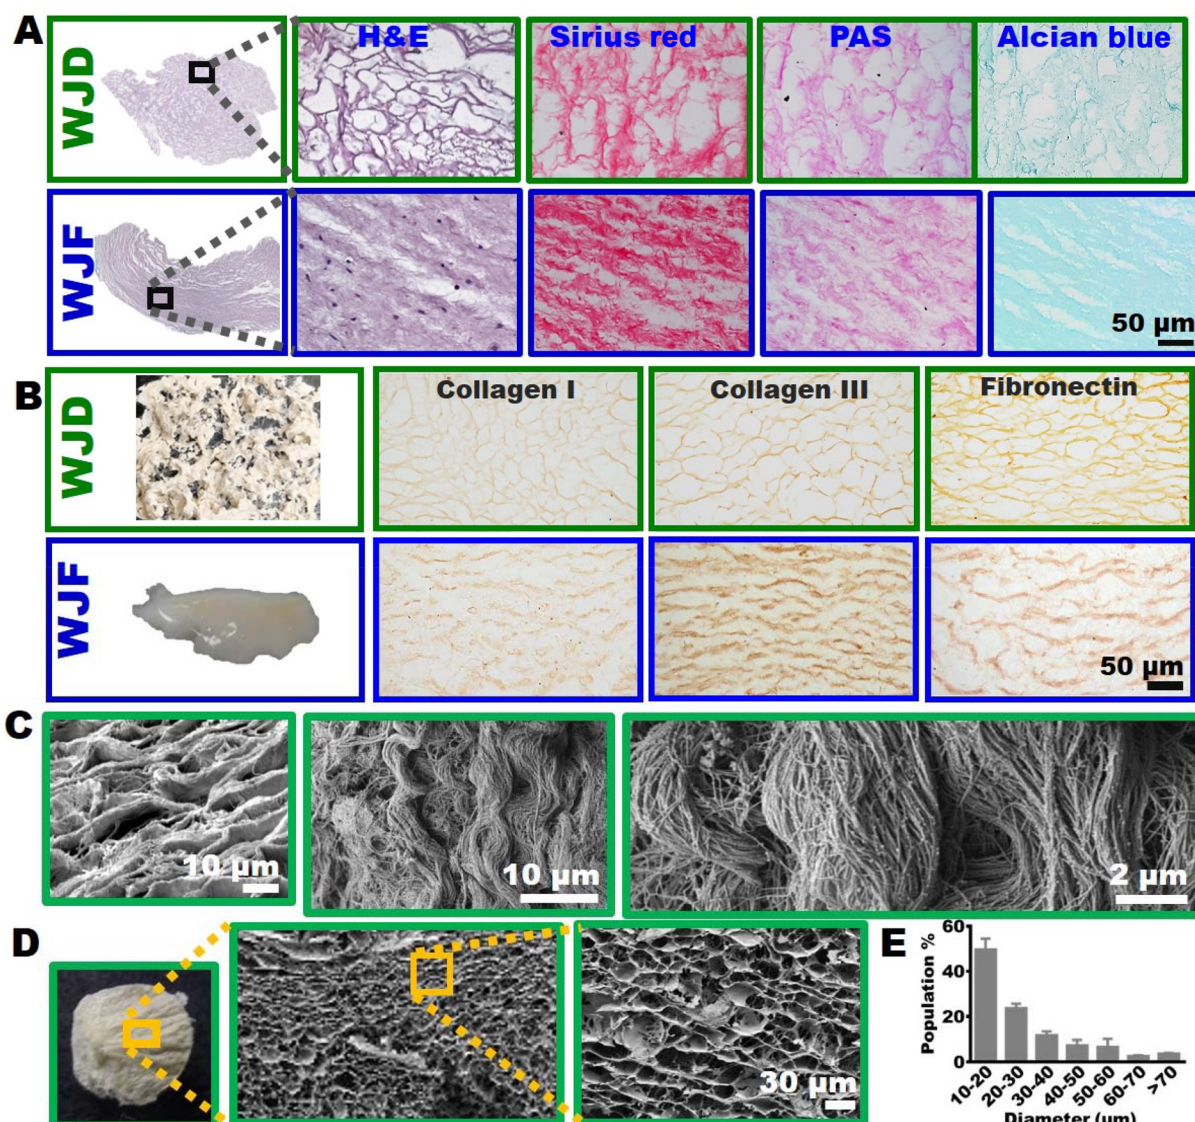 A
WJD
H&E
Sirius red
PAS
Alcian blue
WJF
50 µm
B
WJD
Collagen I
Collagen III
Fibronectin
WJF
50 µm
C
10 µm
10 µm
2 µm
D
30 µm
E
Population %
60
40
20
0
10-20
20-30
30-40
40-50
50-60
60-70
>70
Diameter (µm)